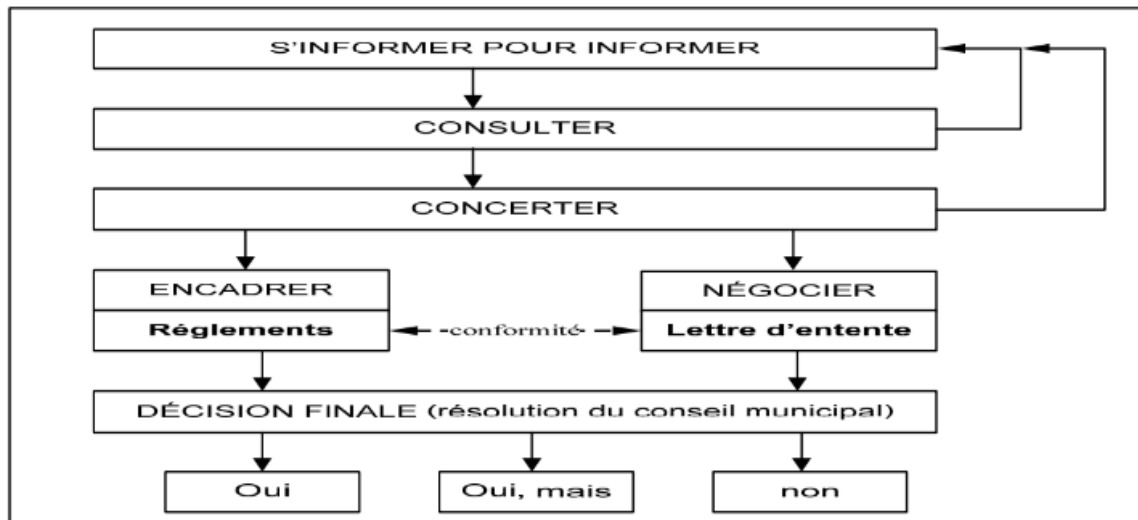 S'INFORMER POUR INFORMER
CONSULTER
CONCERTER
ENCADRER
NÉGOCIER
Réglements
conformité
Lettre d'entente
DÉCISION FINALE (résolution du conseil municipal)
Oui
Oui, mais
non